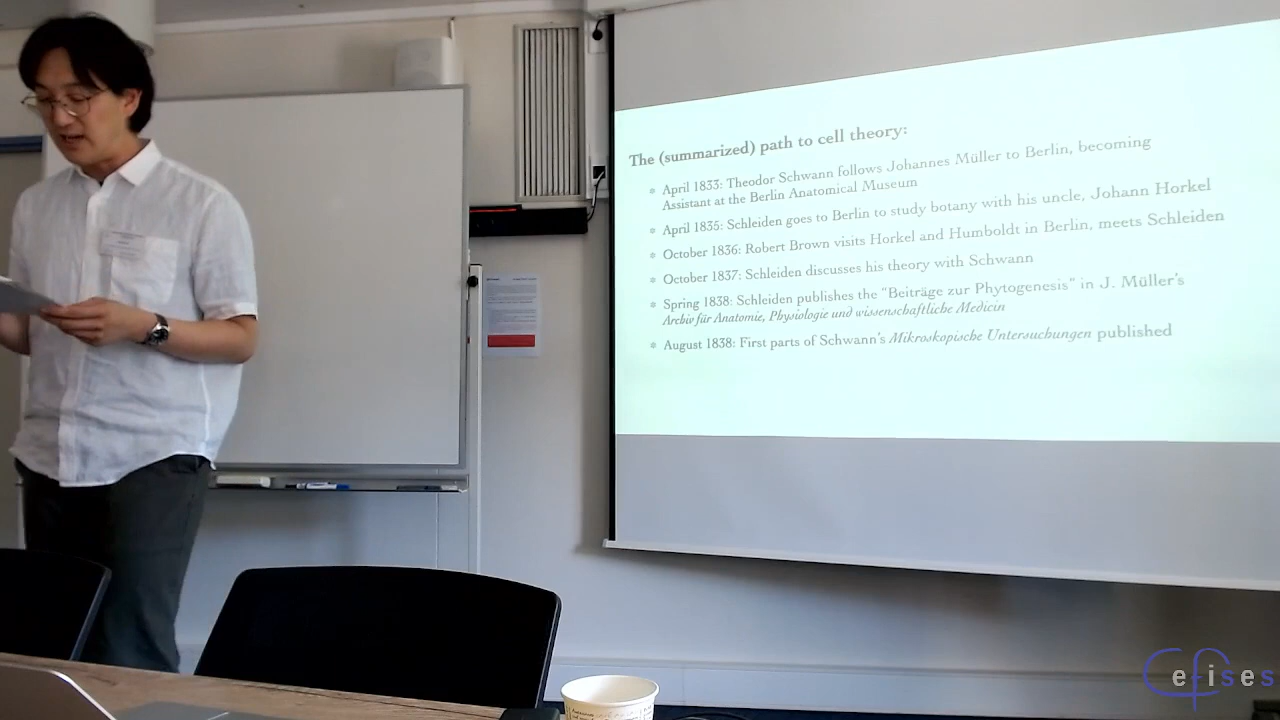 The (summarized) path to cell theory:
April 1833: Theodor Schwann follows Johannes Müller to Berlin, becoming
Assistant at the Berlin Anatomical Museum
April 1835: Schleiden goes to Berlin to study botany with his uncle, Johann Horkel
October 1836: Robert Brown visits Horkel and Humboldt in Berlin, meets Schleiden
October 1837: Schleiden discusses his theory with Schwann
Spring 1838: Schleiden publishes the "Beiträge zur Phytogenesis" in J. Müller's
Archiv für Anatomie, Physiologie und wissenschaftliche Medicin
August 1838: First parts of Schwann's Mikroskopische Untersuchungen published
Cefises